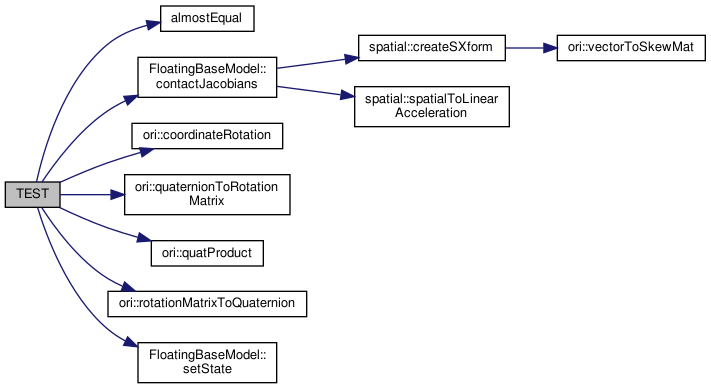 almostEqual
FloatingBaseModel::
contactJacobians
spatial::createSXform
ori::vectorToSkewMat
spatial::spatialToLinear
Acceleration
ori::coordinateRotation
TEST
ori::quaternionToRotation
Matrix
ori::quatProduct
ori::rotationMatrixToQuaternion
FloatingBaseModel::
setState